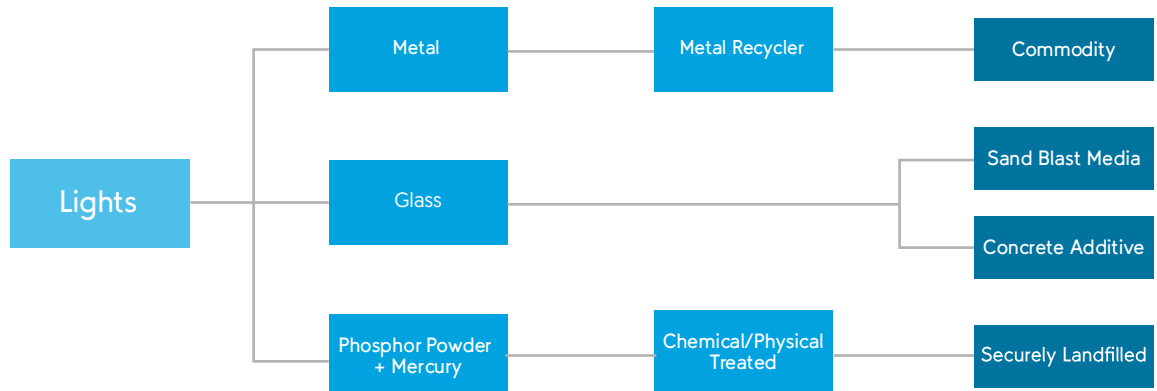 Lights
Metal
Metal Recycler
Commodity
Glass
Sand Blast Media
Concrete Additive
Phosphor Powder
+ Mercury
Chemical/Physical
Treated
Securely Landfilled